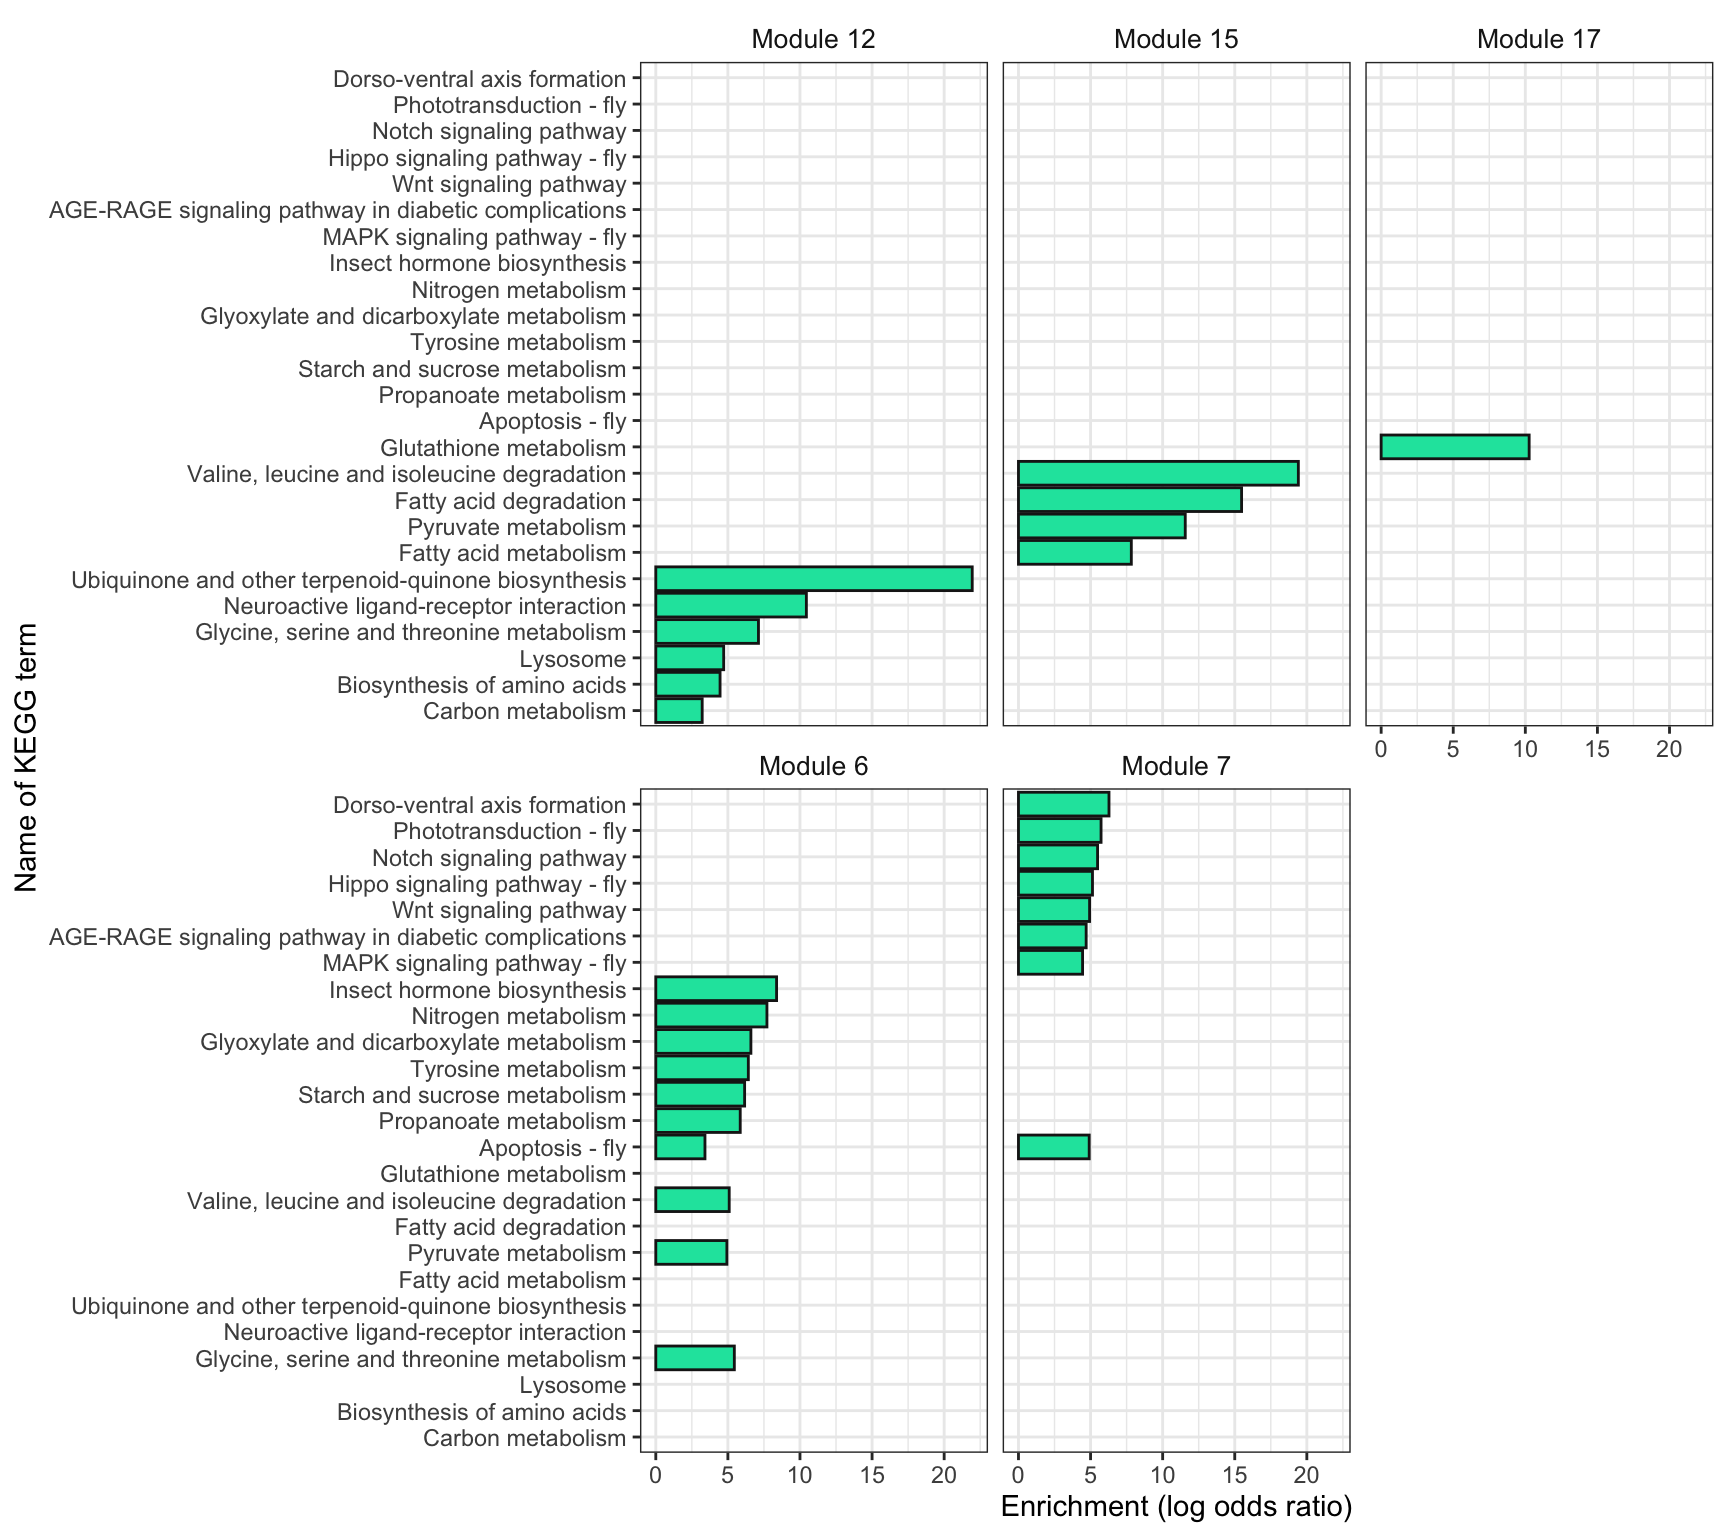 Module 12
Module 15
Module 17
Dorso-ventral axis formation
Phototransduction - fly
Notch signaling pathway
Hippo signaling pathway - fly
Wnt signaling pathway
AGE-RAGE signaling pathway in diabetic complications
MAPK signaling pathway - fly
Insect hormone biosynthesis
Nitrogen metabolism
Glyoxylate and dicarboxylate metabolism
Tyrosine metabolism
Starch and sucrose metabolism
Propanoate metabolism
Apoptosis - fly
Glutathione metabolism
Valine, leucine and isoleucine degradation
Fatty acid degradation
Pyruvate metabolism
Fatty acid metabolism
Ubiquinone and other terpenoid-quinone biosynthesis
Neuroactive ligand-receptor interaction
Glycine, serine and threonine metabolism
Lysosome
Biosynthesis of amino acids
Carbon metabolism
0 5 10 15 20
Name of KEGG term
Module 6
Module 7
Dorso-ventral axis formation
Phototransduction - fly
Notch signaling pathway
Hippo signaling pathway - fly
Wnt signaling pathway
AGE-RAGE signaling pathway in diabetic complications
MAPK signaling pathway - fly
Insect hormone biosynthesis
Nitrogen metabolism
Glyoxylate and dicarboxylate metabolism
Tyrosine metabolism
Starch and sucrose metabolism
Propanoate metabolism
Apoptosis - fly
Glutathione metabolism
Valine, leucine and isoleucine degradation
Fatty acid degradation
Pyruvate metabolism
Fatty acid metabolism
Ubiquinone and other terpenoid-quinone biosynthesis
Neuroactive ligand-receptor interaction
Glycine, serine and threonine metabolism
Lysosome
Biosynthesis of amino acids
Carbon metabolism
0 5 10 15 20
0 5 10 15 20
Enrichment (log odds ratio)